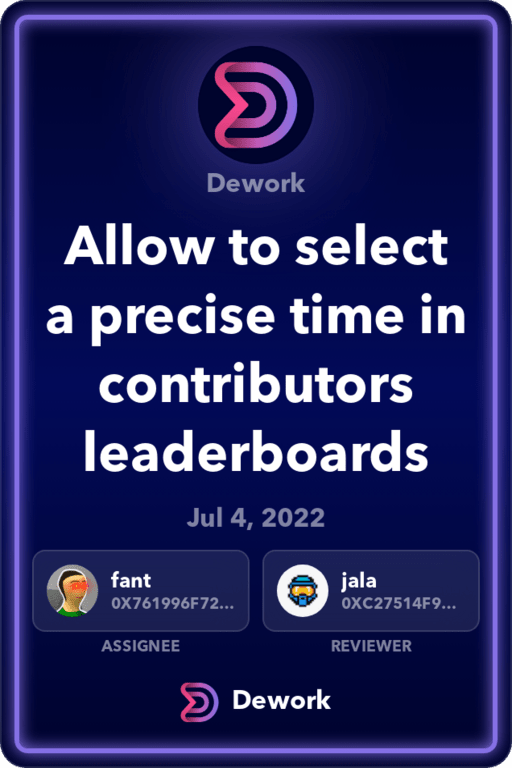 Dework
Allow to select
a precise time in
contributors
leaderboards
Jul 4, 2022
fant
0X761996F72...
ASSIGNEE
jala
0XC27514F9...
REVIEWER
Dework